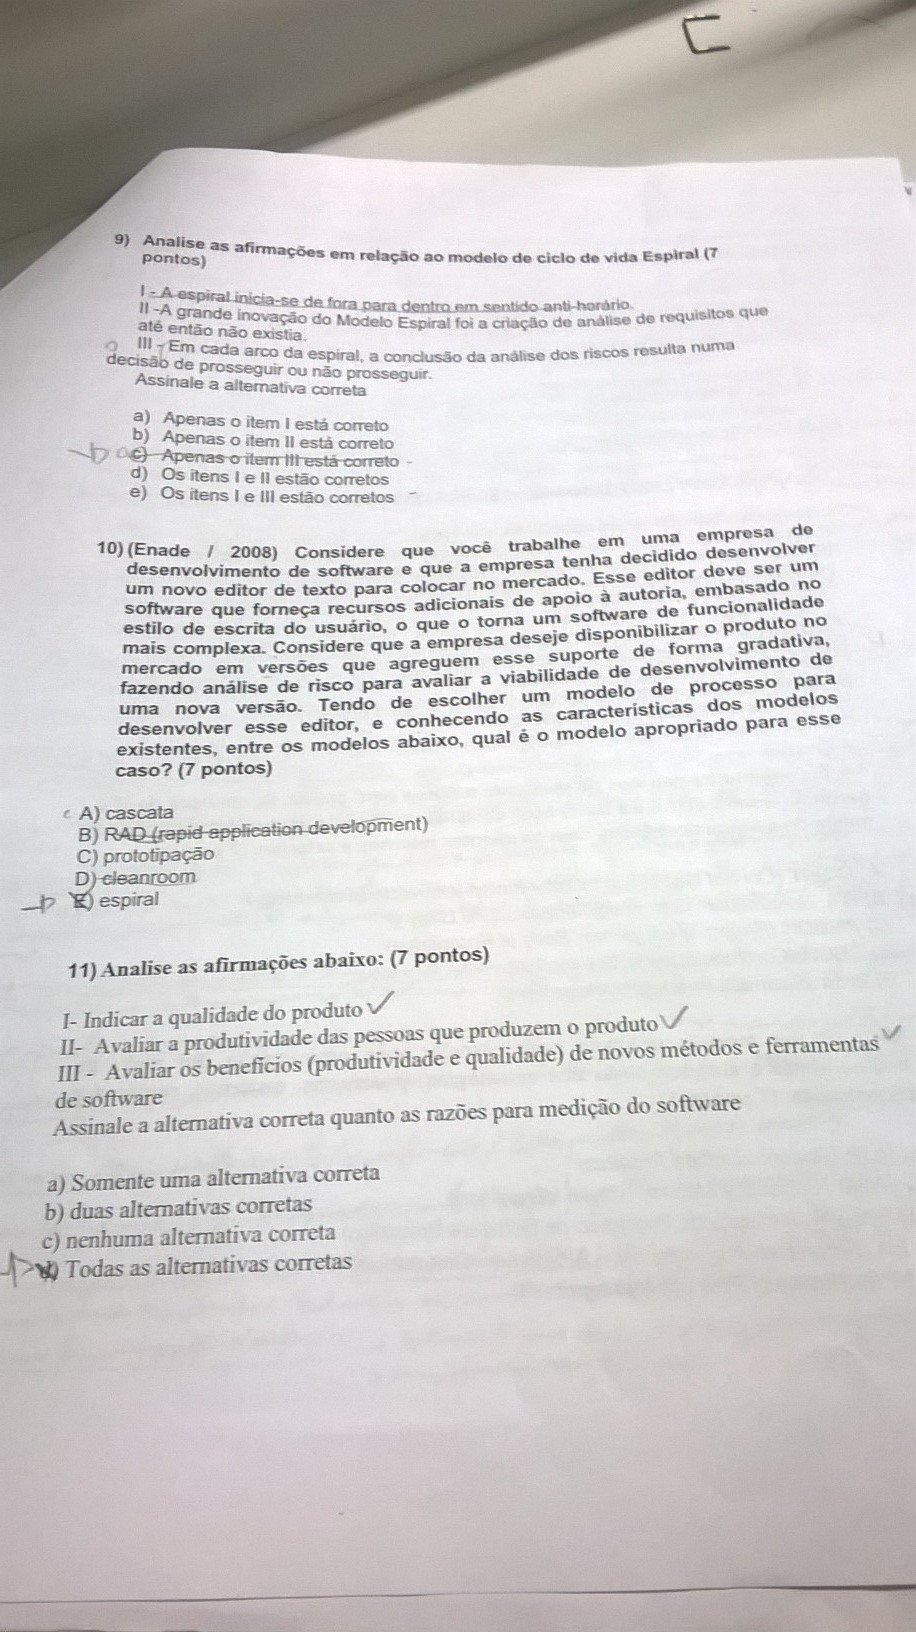 9) Analise as afirmações em relação ao modelo de ciclo de vida Espiral (7
pontos)
I - A espiral inicia-se de fora para dentro em sentido anti-horário.
II -A grande inovação do Modelo Espiral foi a criação de análise de requisitos que
até então não existia.
III - Em cada arco da espiral, a conclusão da análise dos riscos resulta numa
decisão de prosseguir ou não prosseguir.
Assinale a alternativa correta
a) Apenas o item I está correto
b) Apenas o item II está correto
c) Apenas o item III está correto
d) Os itens I e II estão corretos
e) Os itens I e III estão corretos
10) (Enade / 2008) Considere que você trabalhe em uma empresa de
desenvolvimento de software e que a empresa tenha decidido desenvolver
um novo editor de texto para colocar no mercado. Esse editor deve ser um
software que forneça recursos adicionais de apoio à autoria, embasado no
estilo de escrita do usuário, o que o torna um software de funcionalidade
mais complexa. Considere que a empresa deseje disponibilizar o produto no
mercado em versões que agreguem esse suporte de forma gradativa,
fazendo análise de risco para avaliar a viabilidade de desenvolvimento de
uma nova versão. Tendo de escolher um modelo de processo para
desenvolver esse editor, e conhecendo as características dos modelos
existentes, entre os modelos abaixo, qual é o modelo apropriado para esse
caso? (7 pontos)
A) cascata
B) RAD (rapid application development)
C) prototipação
D) cleanroom
E) espiral
11) Analise as afirmações abaixo: (7 pontos)
I- Indicar a qualidade do produto
II- Avaliar a produtividade das pessoas que produzem o produto
III - Avaliar os benefícios (produtividade e qualidade) de novos métodos e ferramentas
de software
Assinale a alternativa correta quanto as razões para medição do software
a) Somente uma alternativa correta
b) duas alternativas corretas
c) nenhuma alternativa correta
d) Todas as alternativas corretas